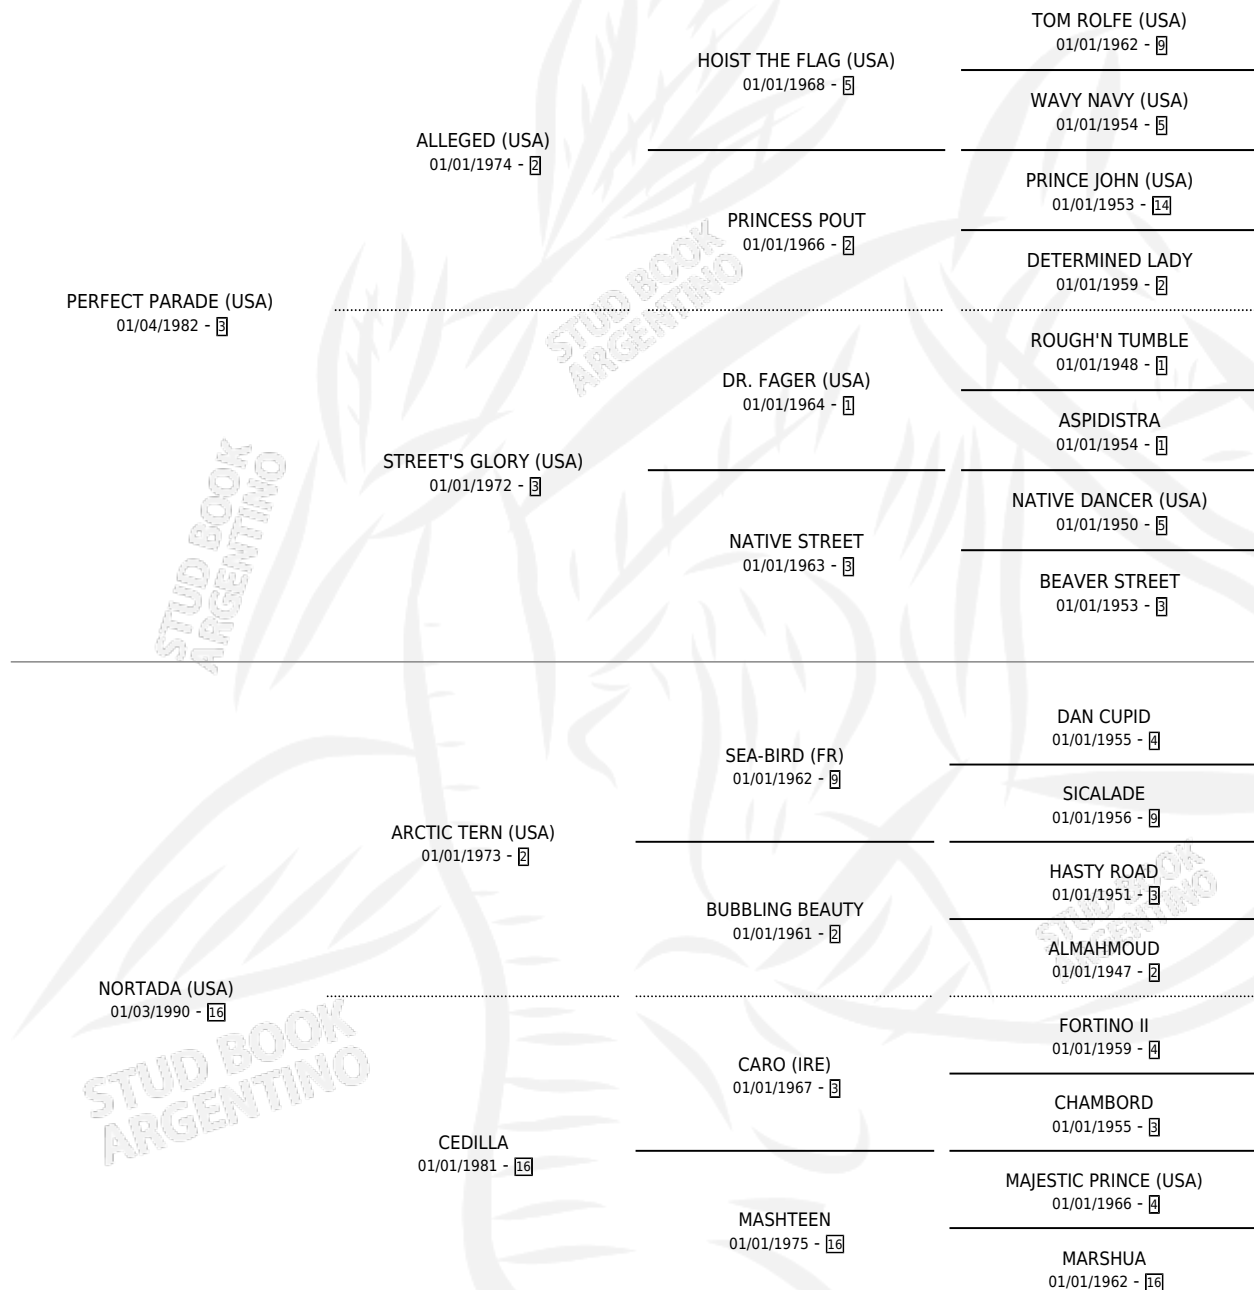 TOM ROLFE (USA)
01/01/1962 - 9
HOIST THE FLAG (USA)
01/01/1968 - 5
WAVY NAVY (USA)
01/01/1954 - 5
ALLEGED (USA)
01/01/1974 - 2
PRINCE JOHN (USA)
01/01/1953 - 14
PRINCESS POUT
01/01/1966 - 2
DETERMINED LADY
01/01/1959 - 2
PERFECT PARADE (USA)
01/04/1982 - 3
ROUGH'N TUMBLE
01/01/1948 - 1
DR. FAGER (USA)
01/01/1964 - 1
ASPIDISTRA
01/01/1954 - 1
STREET'S GLORY (USA)
01/01/1972 - 3
NATIVE DANCER (USA)
01/01/1950 - 5
NATIVE STREET
01/01/1963 - 3
BEAVER STREET
01/01/1953 - 3
STUD BOOK
ARGENTINO
STUD BOOK
ARGENTINO
DAN CUPID
01/01/1955 - 4
SEA-BIRD (FR)
01/01/1962 - 9
SICALADE
01/01/1956 - 9
ARCTIC TERN (USA)
01/01/1973 - 2
HASTY ROAD
01/01/1951 - 3
BUBBLING BEAUTY
01/01/1961 - 2
ALMAHMOUD
01/01/1947 - 2
STUD BOOK
ARGENTINO
NORTADA (USA)
01/03/1990 - 16
FORTINO II
01/01/1959 - 4
CARO (IRE)
01/01/1967 - 3
CHAMBORD
01/01/1955 - 3
CEDILLA
01/01/1981 - 16
MAJESTIC PRINCE (USA)
01/01/1966 - 4
MASHTEEN
01/01/1975 - 16
MARSHUA
01/01/1962 - 16
STUD BOOK
ARGENTINO